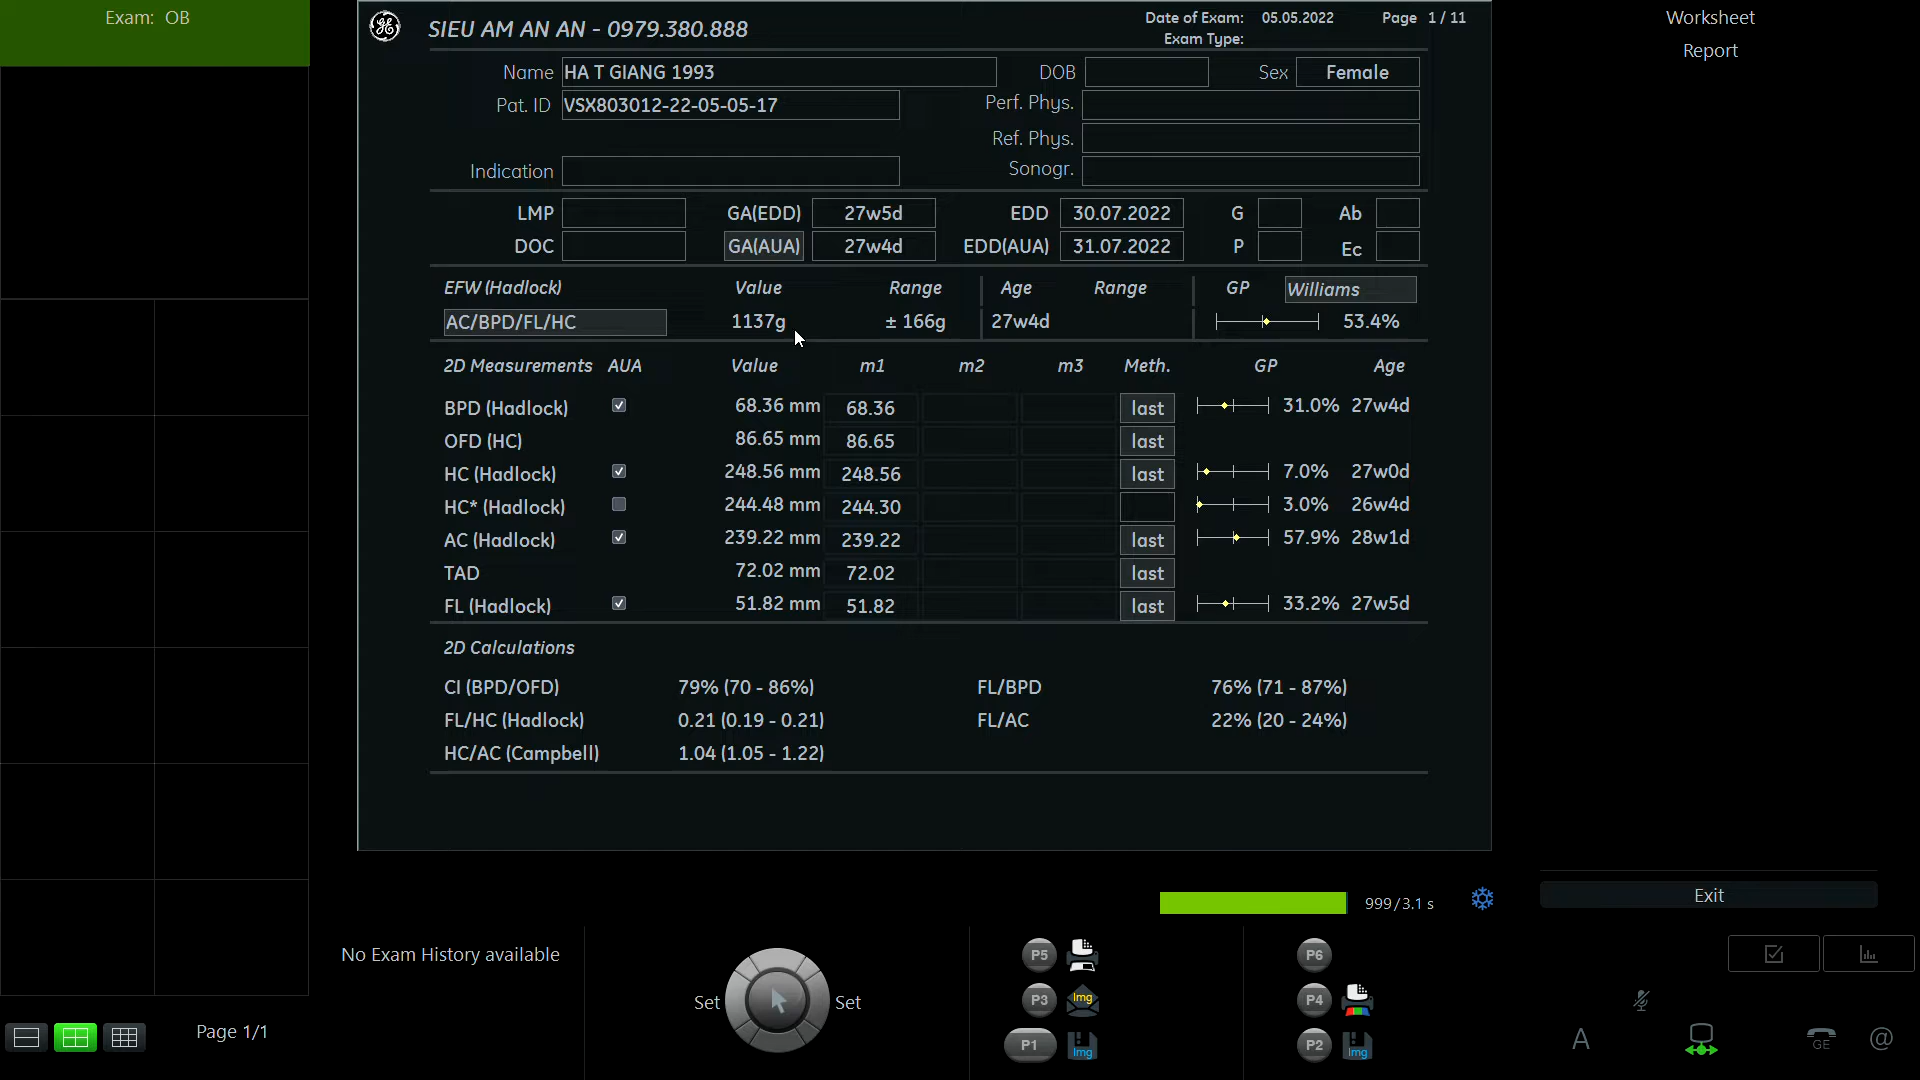 Exam: OB
SIEU AM AN AN - 0979.380.888
Date of Exam: 05.05.2022 Page 1 / 11
Exam Type:
Name HA T GIANG 1993 DOB Sex Female
Pat. ID VSX803012-22-05-05-17 Perf. Phys.
Ref. Phys.
Indication Sonogr.
LMP GA(EDD) 27w5d EDD 30.07.2022 G Ab
DOC GA(AUA) 27w4d EDD(AUA) 31.07.2022 P Ec
EFW (Hadlock) Value Range Age Range GP Williams
AC/BPD/FL/HC 1137g ± 166g 27w4d 53.4%
2D Measurements AUA Value m1 m2 m3 Meth. GP Age
BPD (Hadlock) 68.36 mm 68.36 last 31.0% 27w4d
OFD (HC) 86.65 mm 86.65 last
HC (Hadlock) 248.56 mm 248.56 last 7.0% 27w0d
HC* (Hadlock) 244.48 mm 244.30 3.0% 26w4d
AC (Hadlock) 239.22 mm 239.22 last 57.9% 28w1d
TAD 72.02 mm 72.02 last
FL (Hadlock) 51.82 mm 51.82 last 33.2% 27w5d
2D Calculations
CI (BPD/OFD) 79% (70 - 86%) FL/BPD 76% (71 - 87%)
FL/HC (Hadlock) 0.21 (0.19 - 0.21) FL/AC 22% (20 - 24%)
HC/AC (Campbell) 1.04 (1.05 - 1.22)
Worksheet
Report
999/3.1 s
Exit
No Exam History available
Set Set
P5 P6
P3 Img P4
P1 Img P2 Img
Page 1/1
A GE @